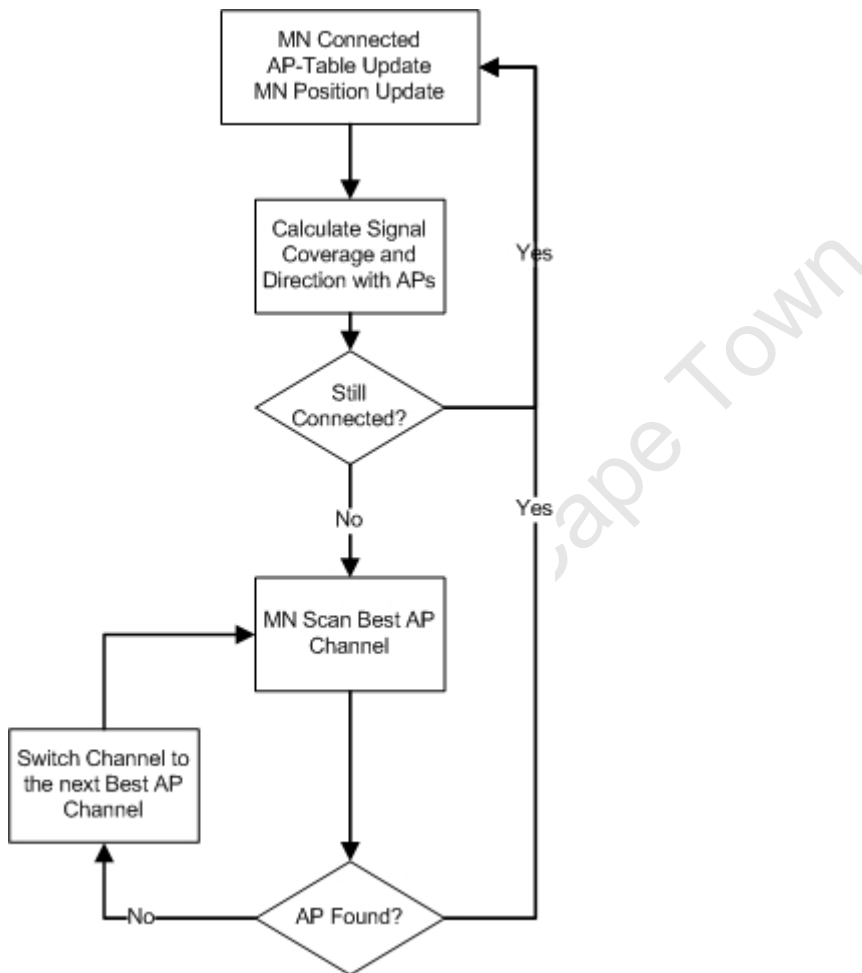 MN Connected
AP-Table Update
MN Position Update
Calculate Signal
Coverage and
Direction with APs
Yes
Still
Connected?
Yes
No
MN Scan Best AP
Channel
Switch Channel to
the next Best AP
Channel
No
AP Found?
Town